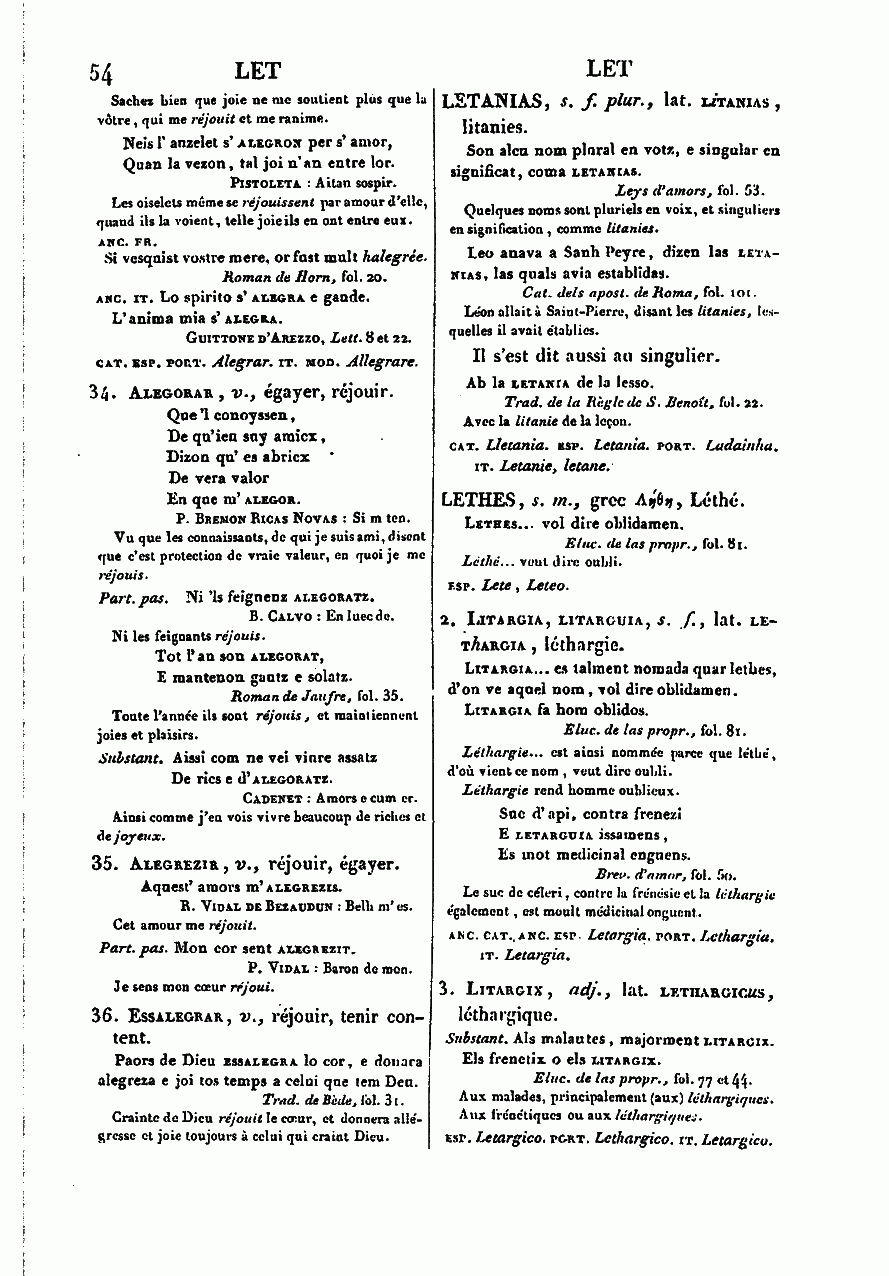 54 LET LET
Sachez bien que joie ne me soutient plus que la
vôtre, qui me réjouit et me ranime.
Neis l' anzelet s' ALEGRON per s' amor,
Quan la vezon, tal joi n'an entre lor.
PISTOLETA : Aitan sospir.
Les oiselets même se réjouissent par amour d'elle,
quand ils la voient, telle joie ils en ont entre eux.
ANC. FR.
Si vesquist vostre mere, or fust mult halegrée.
Roman de Horn, fol. 20.
ANC. IT. Lo spirito s' ALEGRA e gaude.
L'anima mia s' ALEGRA.
GUITTONE D'AREZZO, Lett. 8 et 22.
CAT. ESP. PORT. Alegrar. IT. MOD. Allegrare.
34. ALEGORAR, v., égayer, réjouir.
Que'l conoyssen,
De qu'ieu suy amicx,
Dizon qu' es abricx
De vera valor
En que m' ALEGOR.
P. BREMON RICAS NOVAS : Si m ten.
Vu que les connaissants, de qui je suis ami, disent
que c'est protection de vraie valeur, en quoi je me
réjouis.
Part. pas. Ni 'ls feignenz ALEGORATZ.
B. CALVO : En luec de.
Ni les feignants réjouis.
Tot l'an son ALEGORAT,
E mantenon gautz e solatz.
Roman de Jaufre, fol. 35.
Toute l'année ils sont réjouis, et maintiennent
joies et plaisirs.
Substant. Aissi com ne vei vivre assatz
De rics e d'ALEGORATZ.
CADENET : Amors e cum er.
Ainsi comme j'en vois vivre beaucoup de riches et
de joyeux.
35. ALEGREZIR, v., réjouir, égayer.
Aquest' amors m' ALEGREZIS.
R. VIDAL DE BEZAUDUN : Belh m' es.
Cet amour me réjouit.
Part. pas. Mon cor sent ALEGREZIT.
P. VIDAL : Baron de mon.
Je sens mon cœur réjoui.
36. ESSALEGRAR, v., réjouir, tenir con-
tent.
Paors de Dieu ESSALEGRA lo cor, e donara
alegreza e joi tos temps a celui que tem Deu.
Trad. de Bède, fol. 31.
Crainte de Dieu réjouit le cœur, et donnera allé-
gresse et joie toujours à celui qui craint Dieu.
LETANIAS, s. f. plur., lat. LITANIAS,
litanies.
Son alcu nom plural en votz, e singular en
significat, coma LETANIAS.
Leys d'amors, fol. 53.
Quelques noms sont pluriels en voix, et singuliers
en signification, comme litanies.
Leo anava a Sanh Peyre, dizen las LETA-
NIAS, las quals avia establidas.
Cat. dels apost. de Roma, fol. 101.
Léon allait à Saint-Pierre, disant les litanies, les-
quelles il avait établies.
Il s'est dit aussi au singulier.
Ab la LETANIA de la lesso.
Trad. de la Règle de S. Benoît, fol. 22.
Avec la litanie de la leçon.
CAT. Lletania. ESP. Letania. PORT. Ladainha.
IT. Letanie, letane.
LETHES, s. m., grec Λήθη, Léthé.
LETHES... vol dire oblidamen.
Eluc. de las propr., fol. 81.
Léthé... veut dire oubli.
ESP. Lete, Leteo.
2. LITARGIA, LITARGUIA, s. f., lat. LE-
THARGIA, léthargie.
LITARGIA... es talment nomada quar lethes,
d'on ve aquel nom, vol dire oblidamen.
LITARGIA fa hom oblidos.
Eluc. de las propr., fol. 81.
Léthargie... est ainsi nommée parce que léthé,
d'où vient ce nom, veut dire oubli.
Léthargie rend homme oublieux.
Suc d'api, contra frenezi
E LETARGUIA issamens,
Es mot medicinal enguens.
Brev. d'amor, fol. 50.
Le suc de céleri, contre la frénésie et la léthargie
également, est moult médicinal onguent.
ANC. CAT., ANC. ESP. Letargia. PORT. Lethargia.
IT. Letargia.
3. LITARGIX, adj., lat. LETHARGICUS,
léthargique.
Substant. Als malautes, majorment LITARGIX.
Els frenetix o els LITARGIX.
Eluc. de las propr., fol. 77 et 44.
Aux malades, principalement (aux) léthargiques.
Aux frénétiques ou aux léthargiques.
ESP. Letargico. PORT. Lethargico. IT. Letargico.